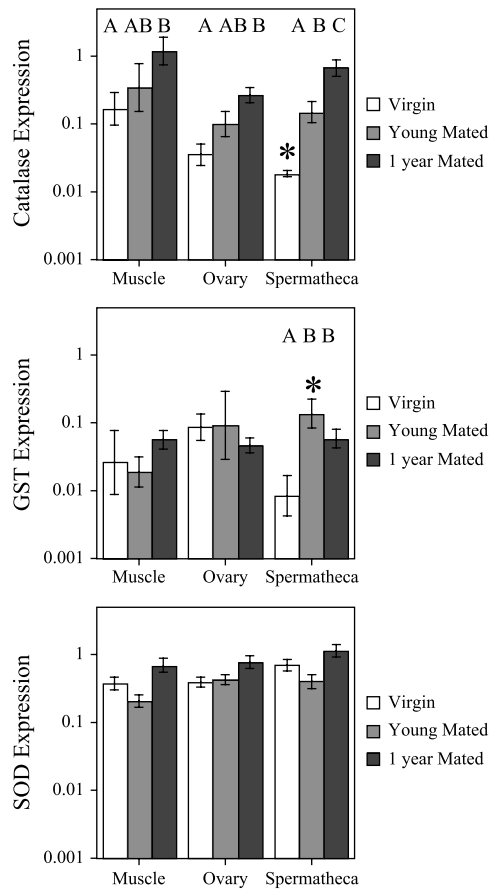 Catalase Expression
A AB B A AB B A B C
1
0.1
0.01
0.001
*
Muscle Ovary Spermatheca
Virgin
Young Mated
1 year Mated
GST Expression
A B B
1
0.1
0.01
0.001
*
Muscle Ovary Spermatheca
Virgin
Young Mated
1 year Mated
SOD Expression
1
0.1
0.01
0.001
Muscle Ovary Spermatheca
Virgin
Young Mated
1 year Mated